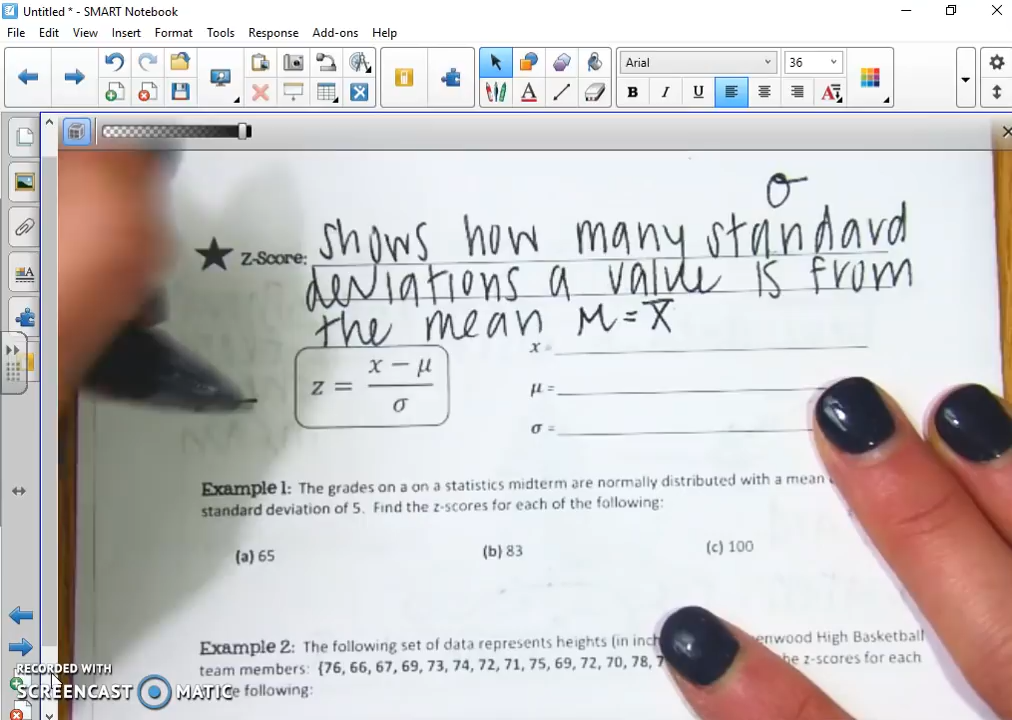 Untitled * - SMART Notebook
File Edit View Insert Format Tools Response Add-ons Help
Arial 36
B I U A
σ
Z-Score: shows how many standard
deviations a value is from
the mean μ = x̅
x =
z = x − μ / σ
μ =
σ =
Example 1: The grades on a on a statistics midterm are normally distributed with a mean
standard deviation of 5. Find the z-scores for each of the following:
(a) 65 (b) 83 (c) 100
Example 2: The following set of data represents heights (in inch enwood High Basketball
team members: {76, 66, 67, 69, 73, 74, 72, 71, 75, 69, 72, 70, 78, 7 he z-scores for each
e following:
RECORDED WITH
SCREENCAST MATIC